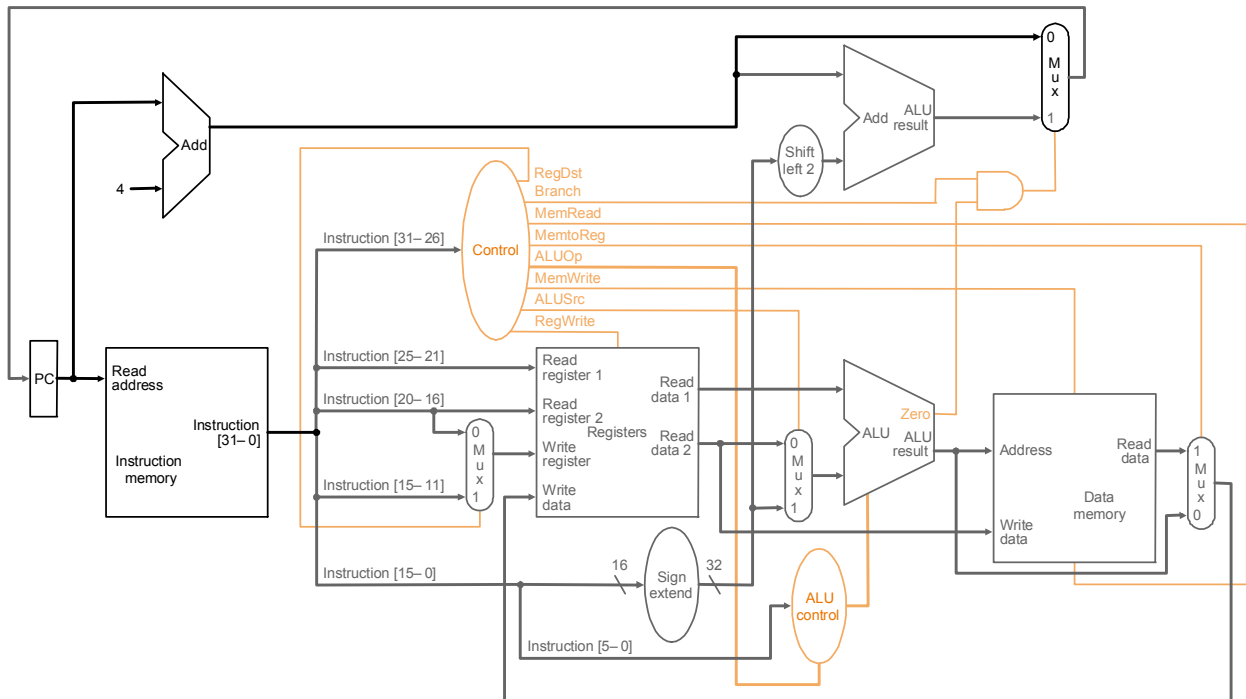 0
M
u
x
1
Add
ALU
result
Add
4
Shift
left 2
RegDst
Branch
MemRead
MemtoReg
ALUOp
MemWrite
ALUSrc
RegWrite
Control
Instruction [31– 26]
Instruction [25– 21]
Instruction [20– 16]
Instruction [15– 11]
Instruction [15– 0]
Instruction [5– 0]
PC
Read
address
Instruction
[31– 0]
Instruction
memory
0
M
u
x
1
Read
register 1
Read
register 2
Write
register
Write
data
Registers
Read
data 1
Read
data 2
0
M
u
x
1
Zero
ALU
ALU
result
Address
Write
data
Read
data
Data
memory
1
M
u
x
0
16
Sign
extend
32
ALU
control